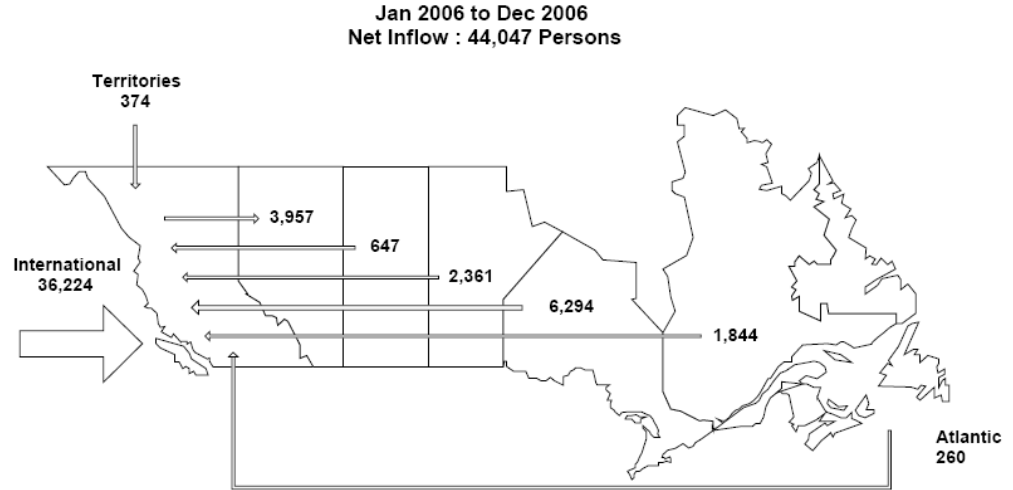 Jan 2006 to Dec 2006
Net Inflow : 44,047 Persons
Territories
374
3,957
647
International
36,224
2,361
6,294
1,844
Atlantic
260